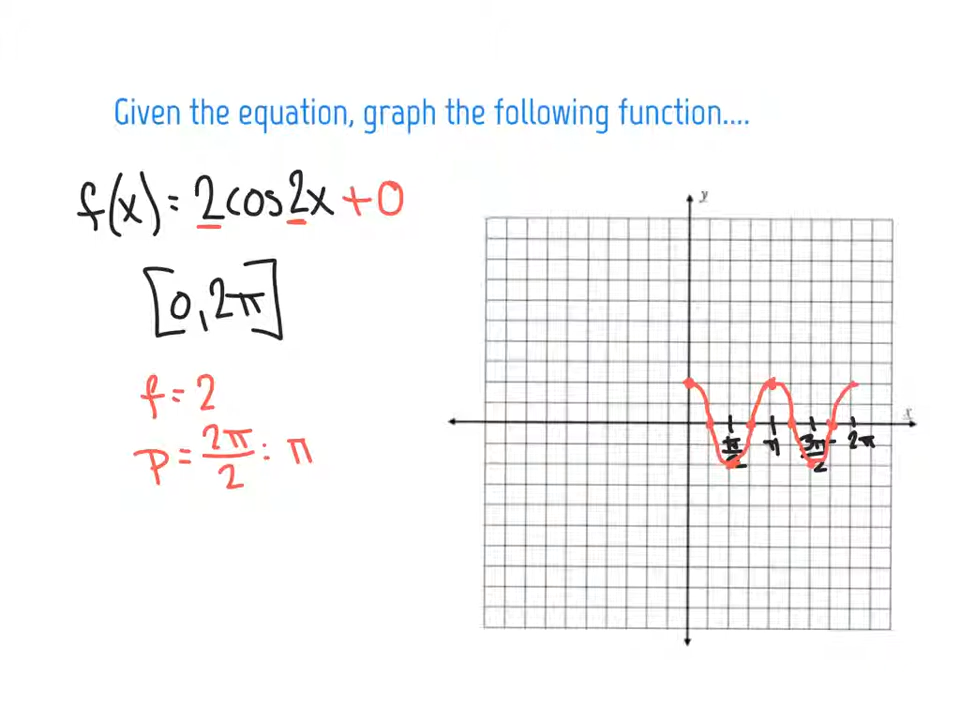 Given the equation, graph the following function....
f(x) = 2cos2x + 0
[0, 2π]
f = 2
p = 2π/2 = π
y
x
π/2 π 3π/2 2π